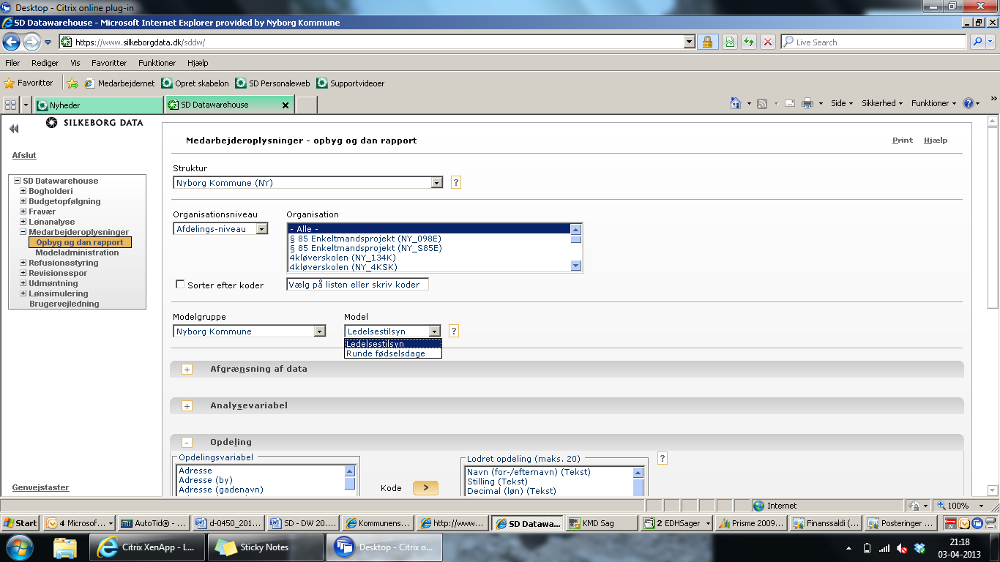 Desktop - Citrix online plug-in
SD Datawarehouse - Microsoft Internet Explorer provided by Nyborg Kommune
https://www.silkeborgdata.dk/sddw/
Live Search
Filer Rediger Vis Favoritter Funktioner Hjælp
Favoritter Medarbejdernet Opret skabelon SD Personaleweb Supportvideoer
Nyheder SD Datawarehouse Side Sikkerhed Funktioner
SILKEBORG DATA
Afslut
SD Datawarehouse
Bogholderi
Budgetopfølgning
Fravær
Lønanalyse
Medarbejderoplysninger
Opbyg og dan rapport
Modeladministration
Refusionsstyring
Revisionsspor
Udmøntning
Lønsimulering
Brugervejledning
Genvejstaster
Medarbejderoplysninger - opbyg og dan rapport
Print Hjælp
Struktur
Nyborg Kommune (NY) ?
Organisationsniveau Organisation
Afdelings-niveau - Alle -
§ 85 Enkeltmandsprojekt (NY_098E)
§ 85 Enkeltmandsprojekt (NY_S85E)
4kløverskolen (NY_134K)
4kløverskolen (NY_4KSK)
Sorter efter koder Vælg på listen eller skriv koder
Modelgruppe Model
Nyborg Kommune Ledelsestilsyn ?
Ledelsestilsyn
Runde fødselsdage
+ Afgrænsning af data
+ Analysevariabel
- Opdeling
Opdelingsvariabel Lodret opdeling (maks. 20) ?
Adresse Navn (for-/efternavn) (Tekst)
Adresse (by) Stilling (Tekst)
Adresse (gadenavn) Kode > Decimal (løn) (Tekst)
Internet 100%
Start 4 Microsof... AutoTid® - ... d-0450_201... SD - DW 20.... Kommunens... http://www... SD Datawa... KMD Sag 2 EDHSager Prisme 2009... Finanssaldi (... Posteringer ...
Citrix XenApp - L... Sticky Notes Desktop - Citrix o...
21:18
03-04-2013